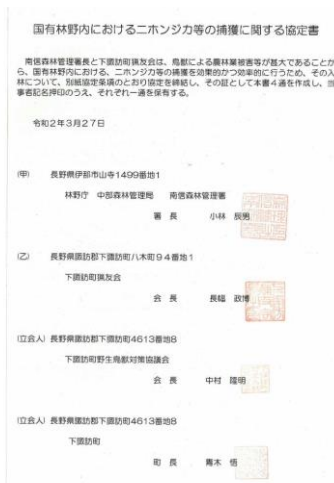 国有林野内におけるニホンジカ等の捕獲に関する協定書
南信森林管理署長と下諏訪町猟友会は、鳥獣による農林業被害等が甚大であることか
ら、国有林野内における、ニホンジカ等の捕獲を効果的かつ効率的に行うため、その入
林について、別紙協定条項のとおり協定を締結し、その証として本書4通を作成し、当
事者記名押印のうえ、それぞれ一通を保有する。
令和2年3月27日
(甲) 長野県伊那市山寺1499番地1
林野庁 中部森林管理局 南信森林管理署
署 長 小林 辰男
(乙) 長野県諏訪郡下諏訪町八木町94番地1
下諏訪町猟友会
会 長 長幅 政博
(立会人) 長野県諏訪郡下諏訪町4613番地8
下諏訪町野生鳥獣対策協議会
会 長 中村 隆明
(立会人) 長野県諏訪郡下諏訪町4613番地8
下諏訪町
町 長 青木 悟